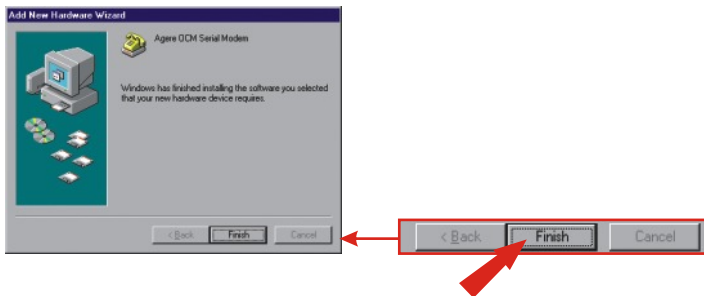 Add New Hardware Wizard
Agere OCM Serial Modem
Windows has finished installing the software you selected
that your new hardware device requires.
< Back Finish Cancel
< Back Finish Cancel